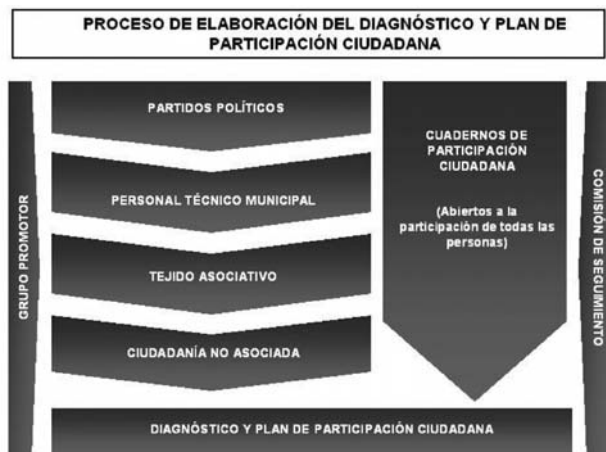 PROCESO DE ELABORACIÓN DEL DIAGNÓSTICO Y PLAN DE
PARTICIPACIÓN CIUDADANA
GRUPO PROMOTOR
PARTIDOS POLÍTICOS
PERSONAL TÉCNICO MUNICIPAL
TEJIDO ASOCIATIVO
CIUDADANÍA NO ASOCIADA
CUADERNOS DE
PARTICIPACIÓN
CIUDADANA
(Abiertos a la
participación de todas las
personas)
COMISIÓN DE SEGUIMIENTO
DIAGNÓSTICO Y PLAN DE PARTICIPACIÓN CIUDADANA